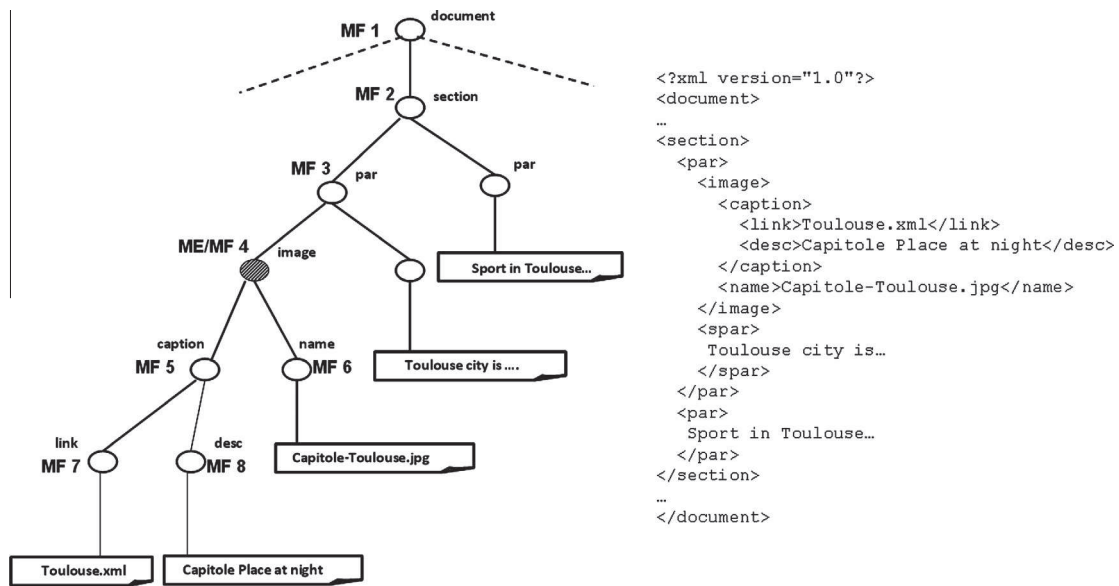 document
MF 1
MF 2
section
MF 3
par
par
ME/MF 4
image
Sport in Toulouse...
caption
MF 5
name
MF 6
Toulouse city is ....
link
MF 7
desc
MF 8
Capitole-Toulouse.jpg
Toulouse.xml
Capitole Place at night
<?xml version="1.0"?>
<document>
…
<section>
<par>
<image>
<caption>
<link>Toulouse.xml</link>
<desc>Capitole Place at night</desc>
</caption>
<name>Capitole-Toulouse.jpg</name>
</image>
<spar>
Toulouse city is…
</spar>
</par>
<par>
Sport in Toulouse…
</par>
</section>
…
</document>